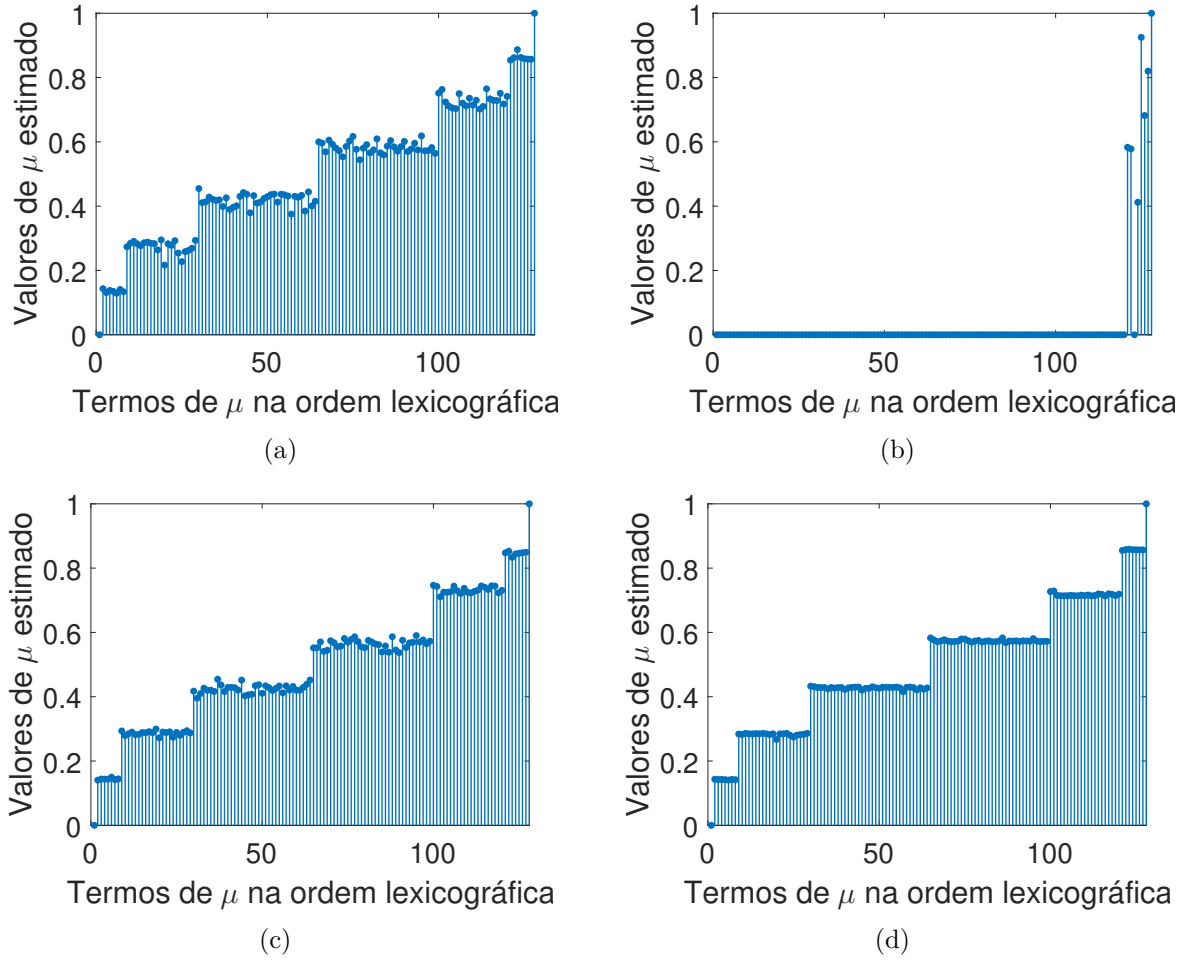 Valores de μ estimado
1
0.8
0.6
0.4
0.2
0
0 50 100
Termos de μ na ordem lexicográfica
(a)
Valores de μ estimado
1
0.8
0.6
0.4
0.2
0
0 50 100
Termos de μ na ordem lexicográfica
(b)
Valores de μ estimado
1
0.8
0.6
0.4
0.2
0
0 50 100
Termos de μ na ordem lexicográfica
(c)
Valores de μ estimado
1
0.8
0.6
0.4
0.2
0
0 50 100
Termos de μ na ordem lexicográfica
(d)